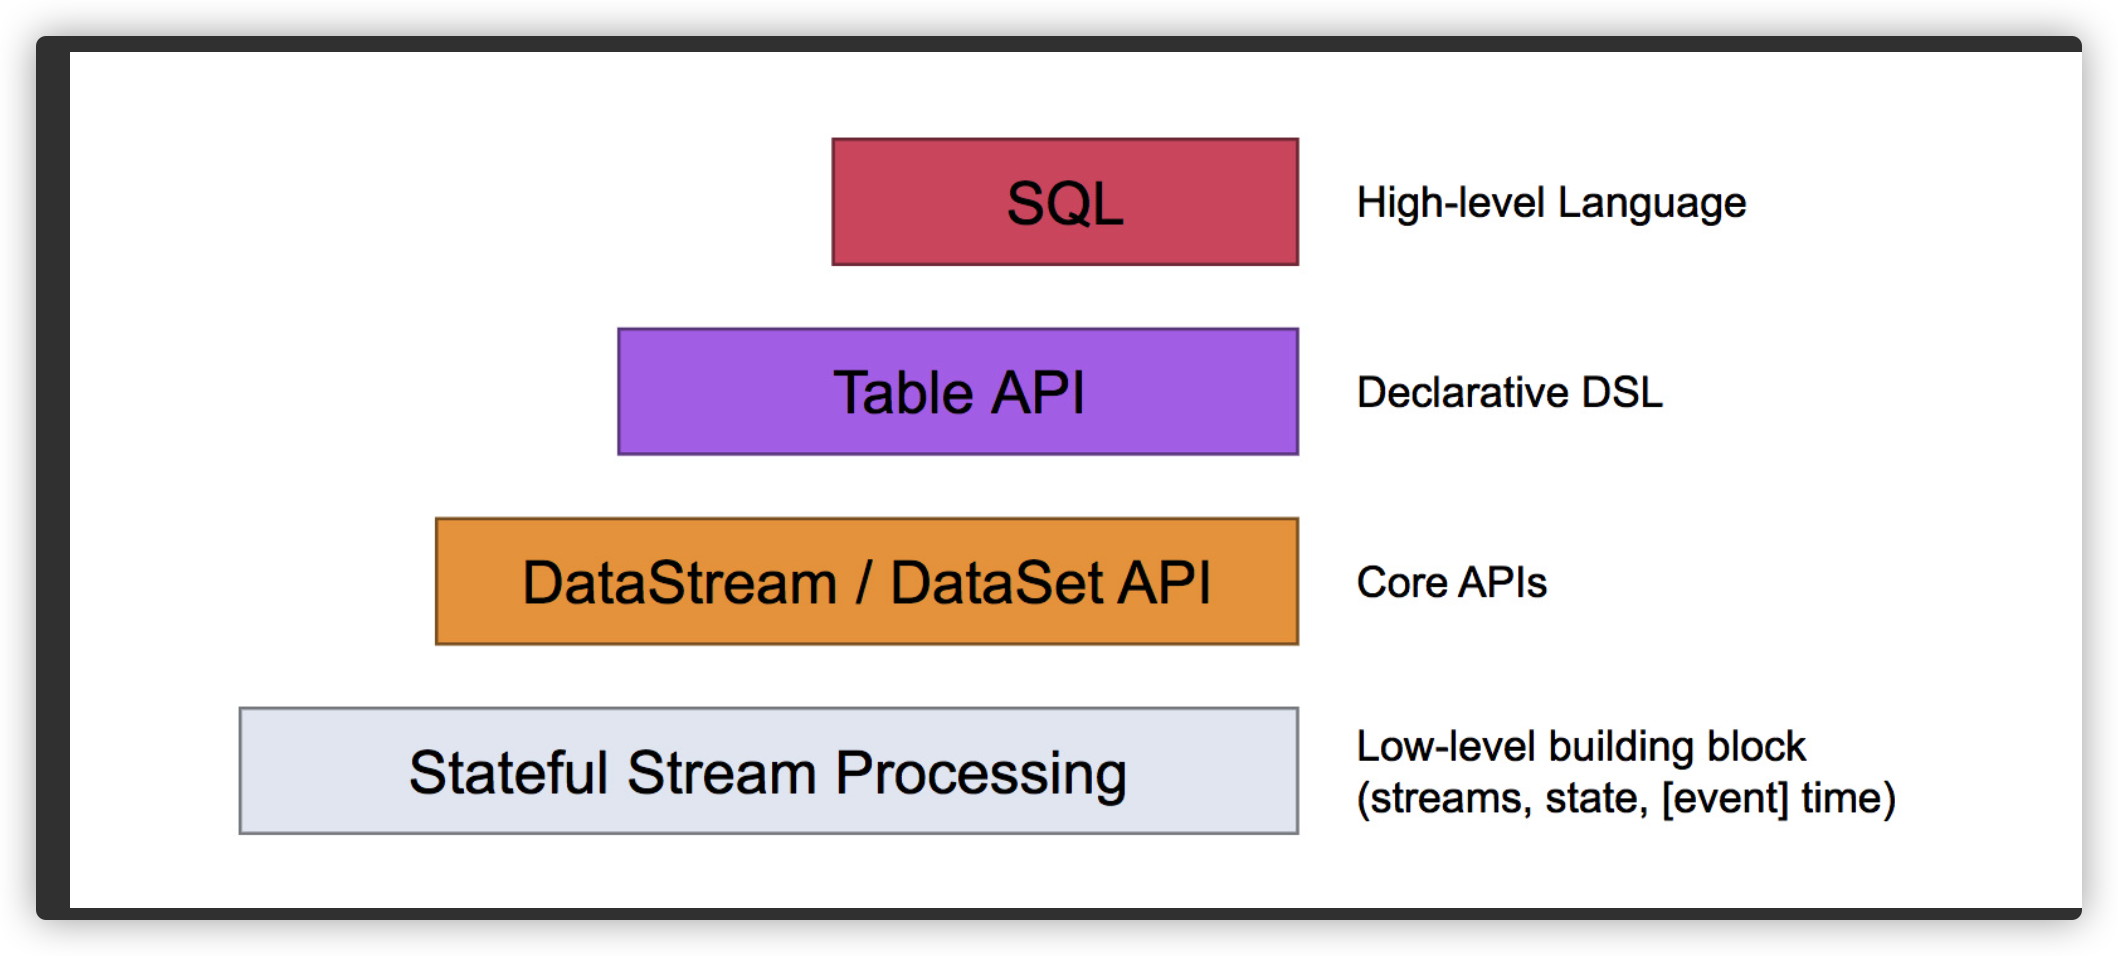 SQL
High-level Language
Table API
Declarative DSL
DataStream / DataSet API
Core APIs
Stateful Stream Processing
Low-level building block
(streams, state, [event] time)